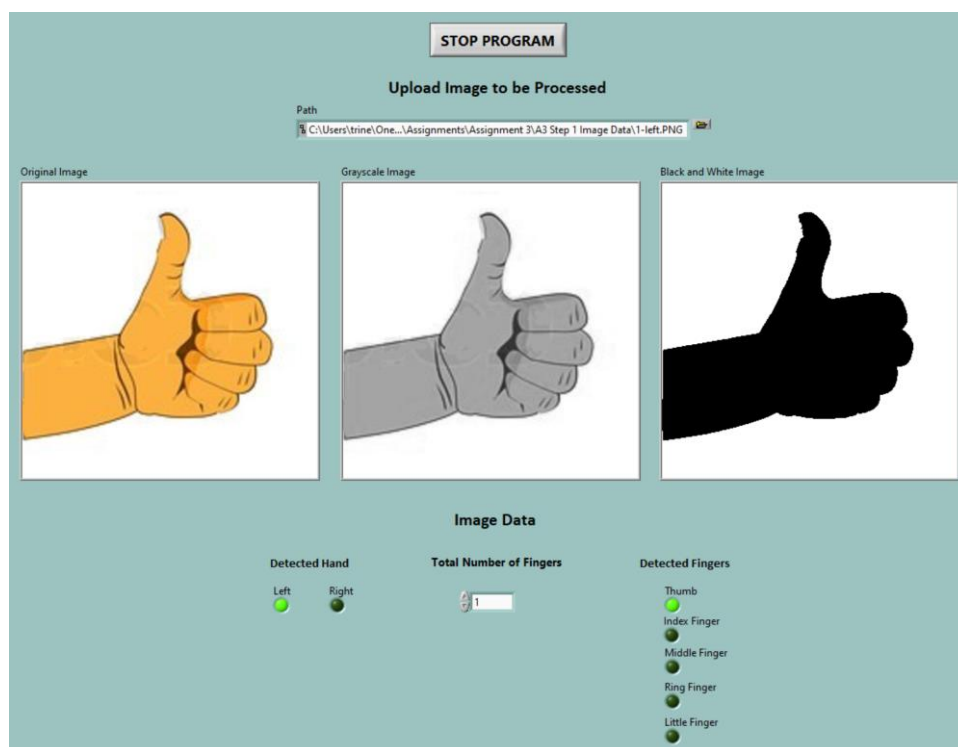 STOP PROGRAM
Upload Image to be Processed
Path
C:\Users\trine\One...\Assignments\Assignment 3\A3 Step 1 Image Data\1-left.PNG
Original Image
Grayscale Image
Black and White Image
Image Data
Detected Hand
Total Number of Fingers
Detected Fingers
Left
Right
1
Thumb
Index Finger
Middle Finger
Ring Finger
Little Finger